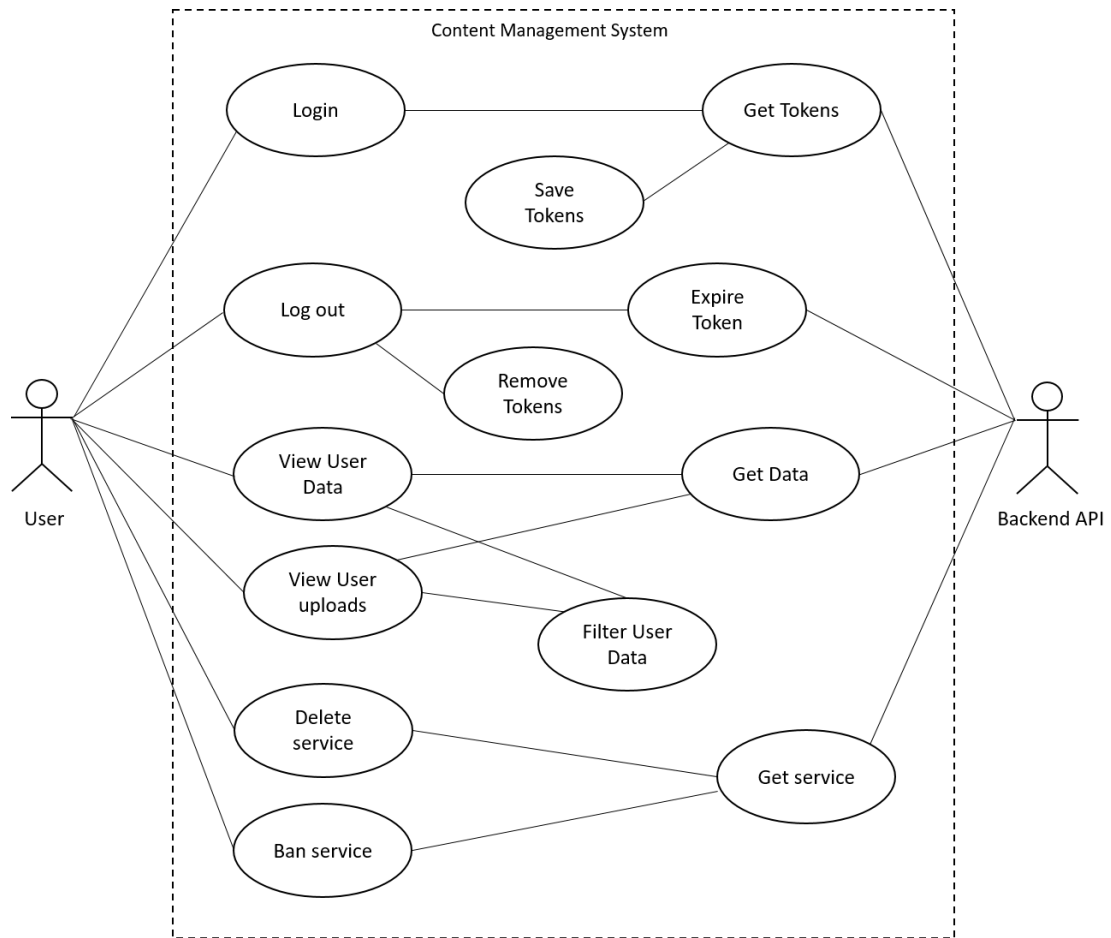 Content Management System
Login
Get Tokens
Save
Tokens
Log out
Expire
Token
Remove
Tokens
View User
Data
Get Data
User
Backend API
View User
uploads
Filter User
Data
Delete
service
Get service
Ban service